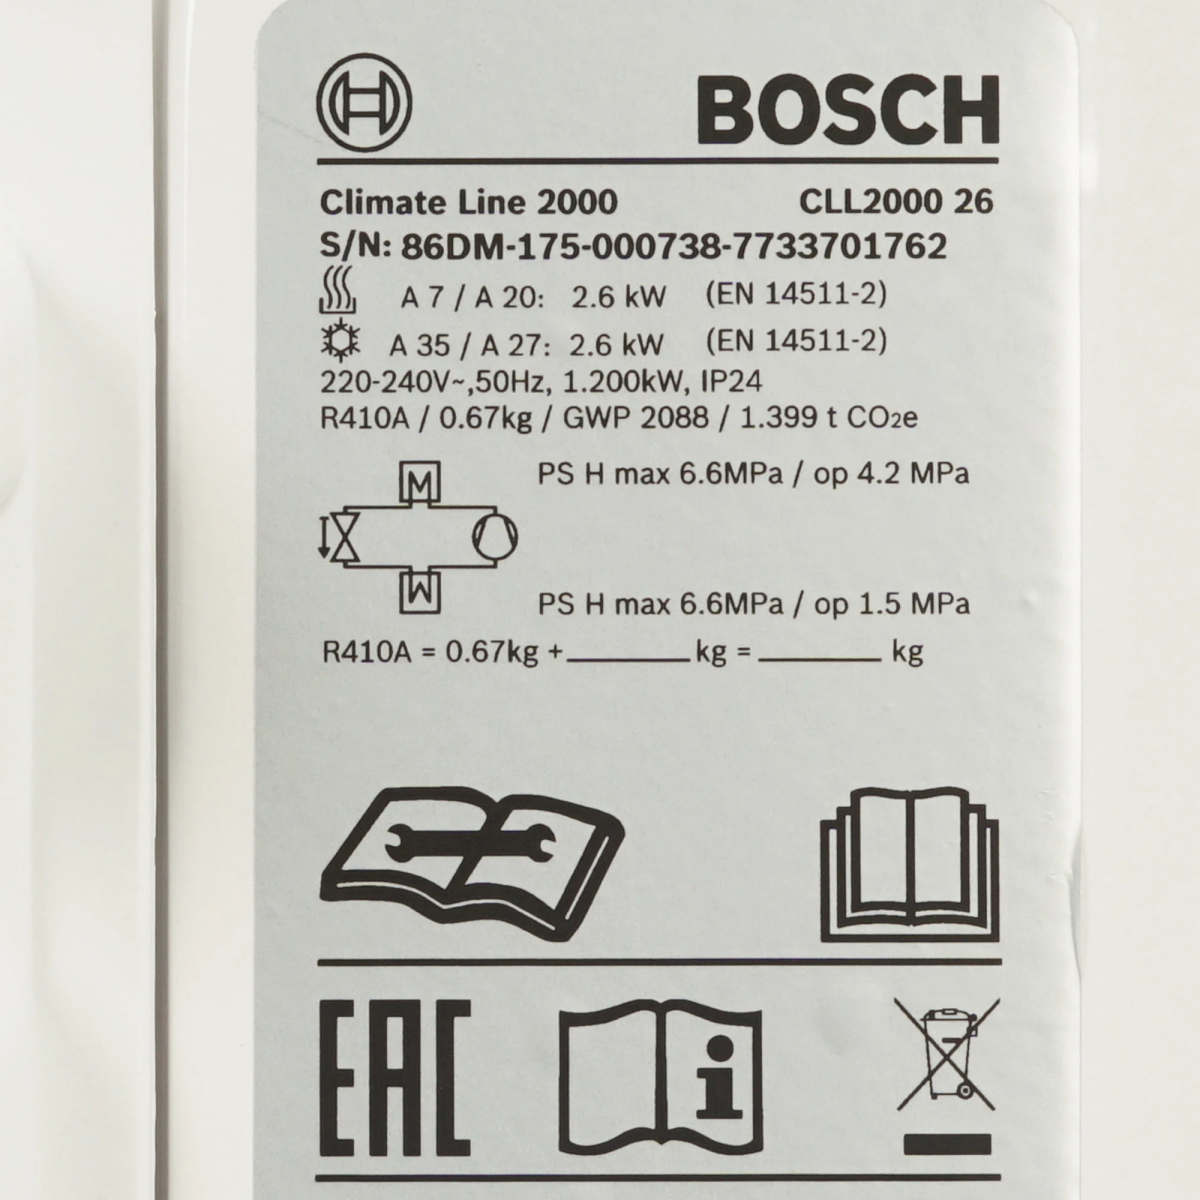 BOSCH
Climate Line 2000 CLL2000 26
S/N: 86DM-175-000738-7733701762
A 7 / A 20: 2.6 kW (EN 14511-2)
A 35 / A 27: 2.6 kW (EN 14511-2)
220-240V~,50Hz, 1.200kW, IP24
R410A / 0.67kg / GWP 2088 / 1.399 t CO₂e
PS H max 6.6MPa / op 4.2 MPa
PS H max 6.6MPa / op 1.5 MPa
R410A = 0.67kg +________kg = ________ kg
EAC i